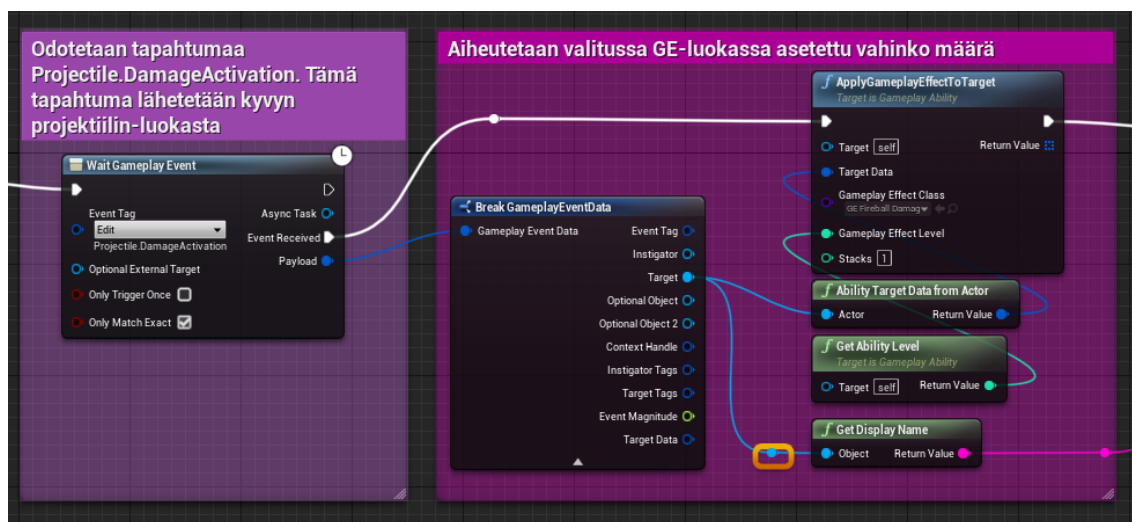 Odotetaan tapahtumaa
Projectile.DamageActivation. Tämä
tapahtuma lähetetään kyvyn
projektiilin-luokasta
Wait Gameplay Event
Event Tag
Edit
Projectile.DamageActivation
Optional External Target
Only Trigger Once
Only Match Exact
Async Task
Event Received
Payload
Aiheutetaan valitussa GE-luokassa asetettu vahinko määrä
Break GameplayEventData
Gameplay Event Data
Event Tag
Instigator
Target
Optional Object
Optional Object 2
Context Handle
Instigator Tags
Target Tags
Event Magnitude
Target Data
f ApplyGameplayEffectToTarget
Target is Gameplay Ability
Target self
Return Value
Target Data
Gameplay Effect Class
GE Fireball Damag
Gameplay Effect Level
Stacks 1
f Ability Target Data from Actor
Actor Return Value
f Get Ability Level
Target is Gameplay Ability
Target self Return Value
f Get Display Name
Object Return Value